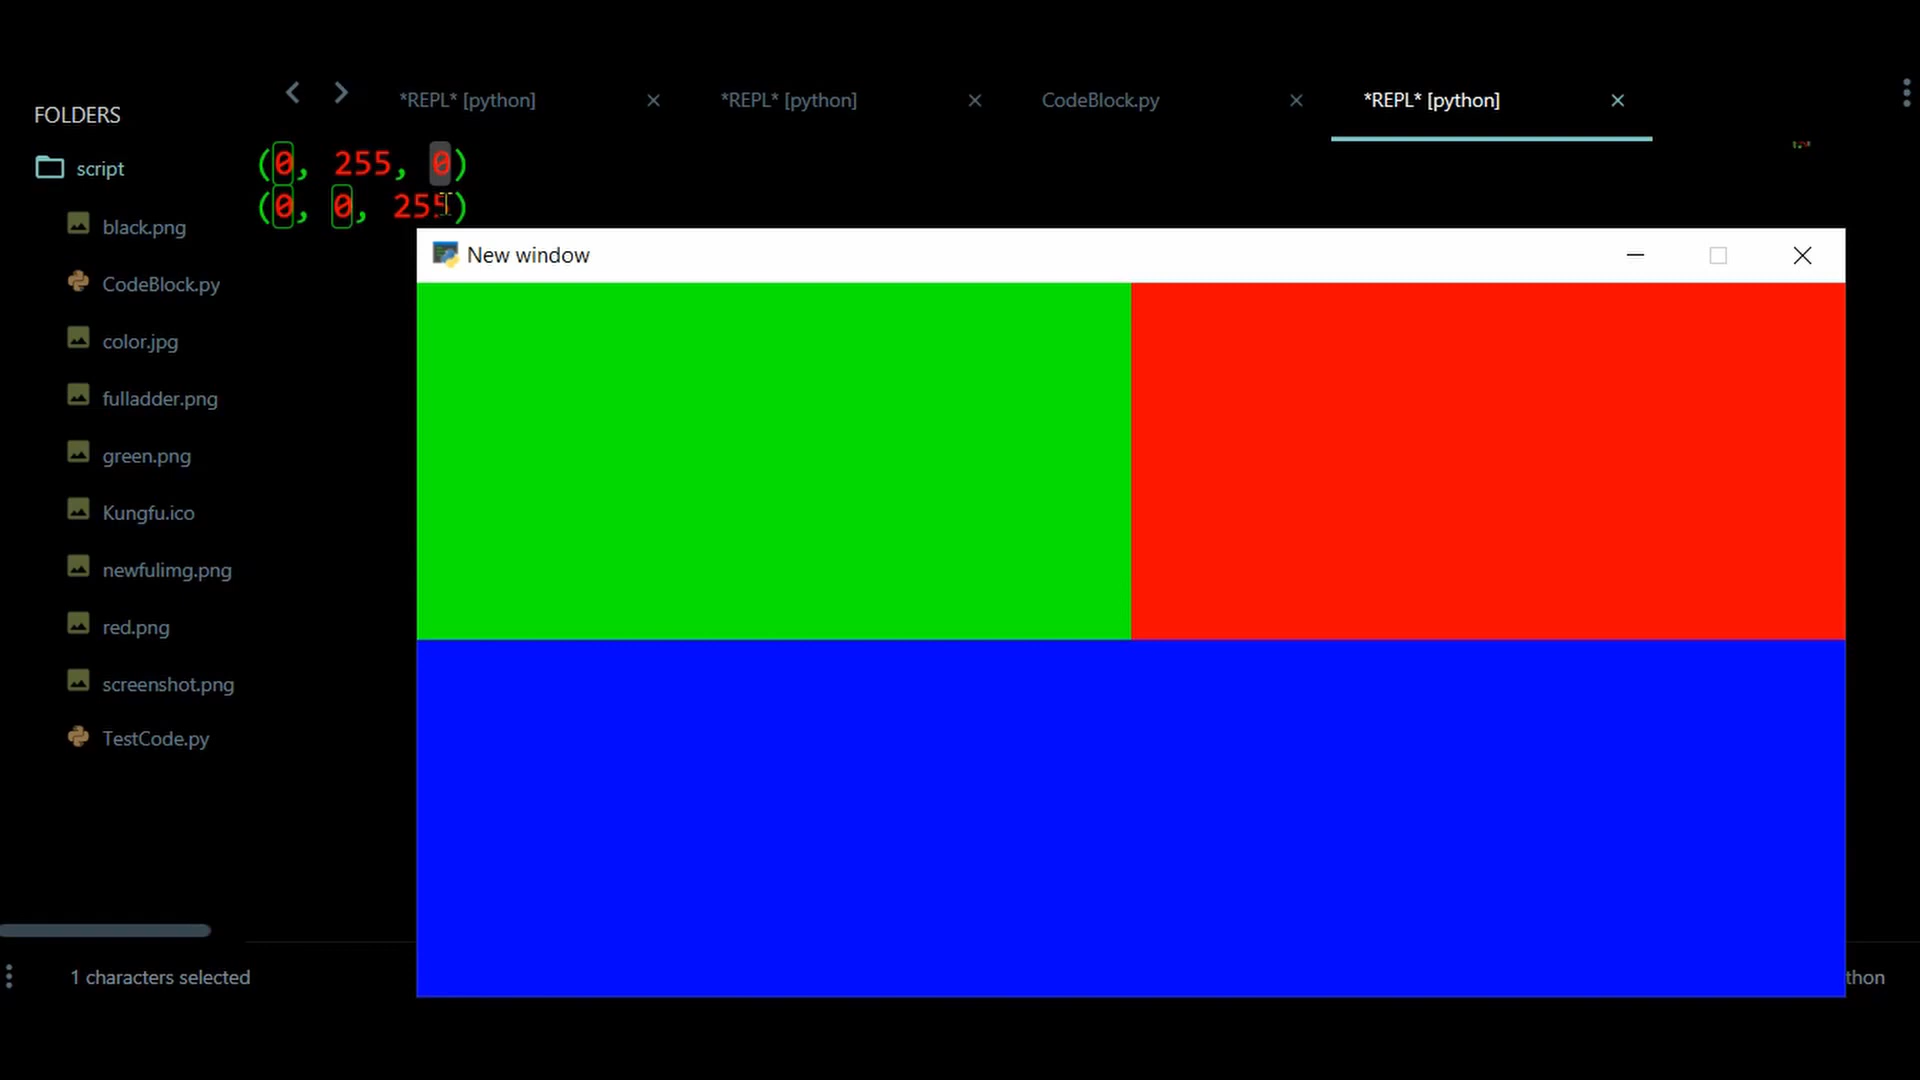 FOLDERS
*REPL* [python]
*REPL* [python]
CodeBlock.py
*REPL* [python]
script
(0, 255, 0)
(0, 0, 255)
black.png
New window
CodeBlock.py
color.jpg
fulladder.png
green.png
Kungfu.ico
newfulimg.png
red.png
screenshot.png
TestCode.py
1 characters selected
thon